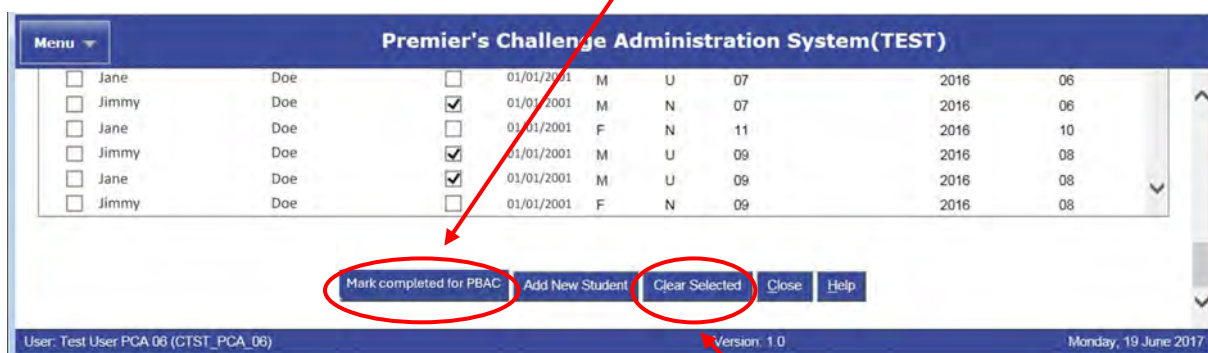 Menu Premier's Challenge Administration System(TEST)
Jane Doe 01/01/2001 M U 07 2016 06
Jimmy Doe 01/01/2001 M N 07 2016 06
Jane Doe 01/01/2001 F N 11 2016 10
Jimmy Doe 01/01/2001 M U 09 2016 08
Jane Doe 01/01/2001 M U 09 2016 08
Jimmy Doe 01/01/2001 F N 09 2016 08
Mark completed for PBAC Add New Student Clear Selected Close Help
User: Test User PCA 06 (CTST_PCA_06) Version: 1.0 Monday, 19 June 2017